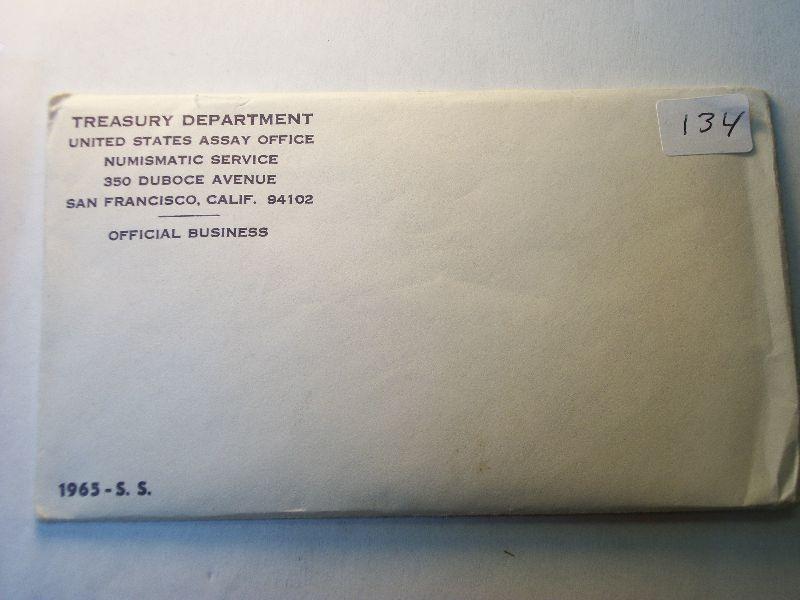 TREASURY DEPARTMENT
UNITED STATES ASSAY OFFICE
NUMISMATIC SERVICE
350 DUBOCE AVENUE
SAN FRANCISCO, CALIF. 94102
OFFICIAL BUSINESS
134
1965 - S. S.